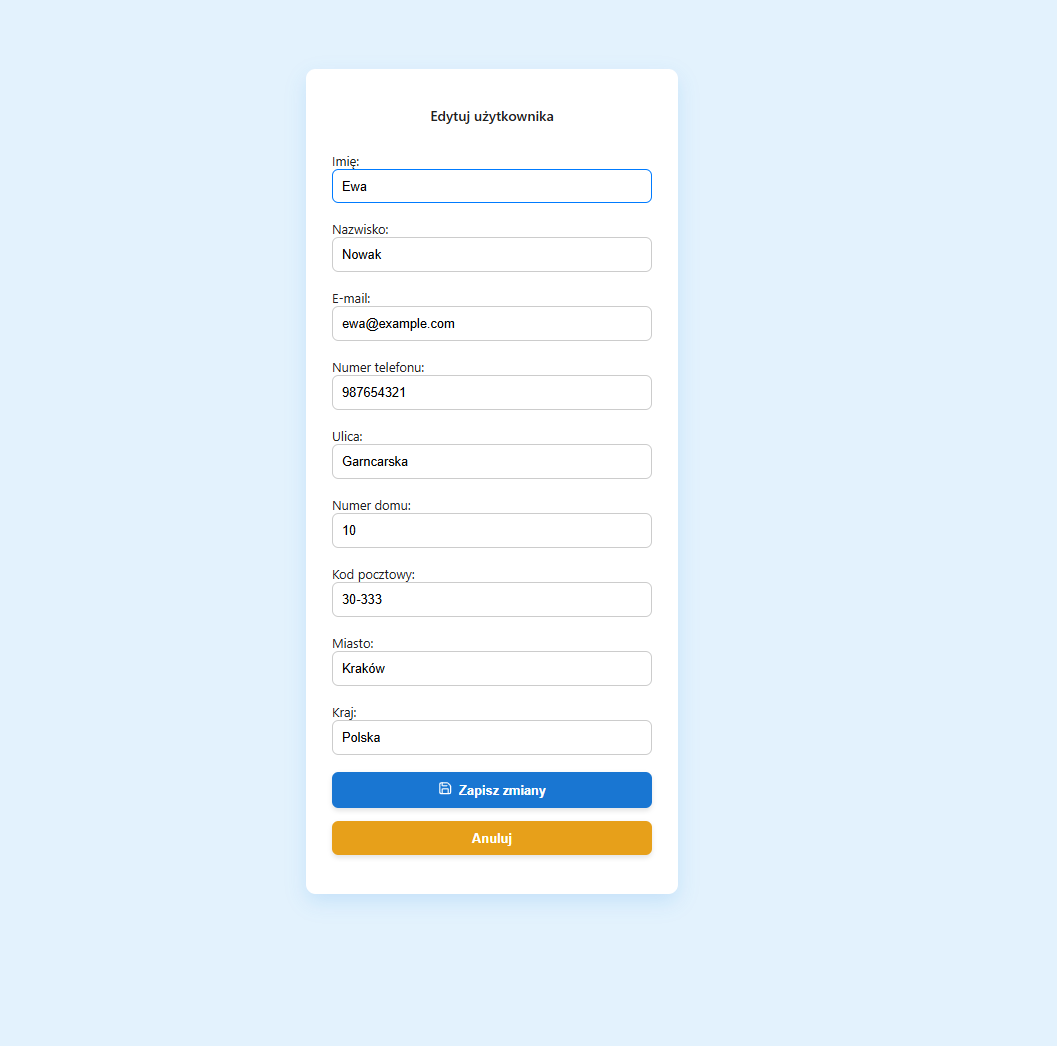 Edytuj użytkownika
Imię:
Ewa
Nazwisko:
Nowak
E-mail:
ewa@example.com
Numer telefonu:
987654321
Ulica:
Garncarska
Numer domu:
10
Kod pocztowy:
30-333
Miasto:
Kraków
Kraj:
Polska
Zapisz zmiany
Anuluj